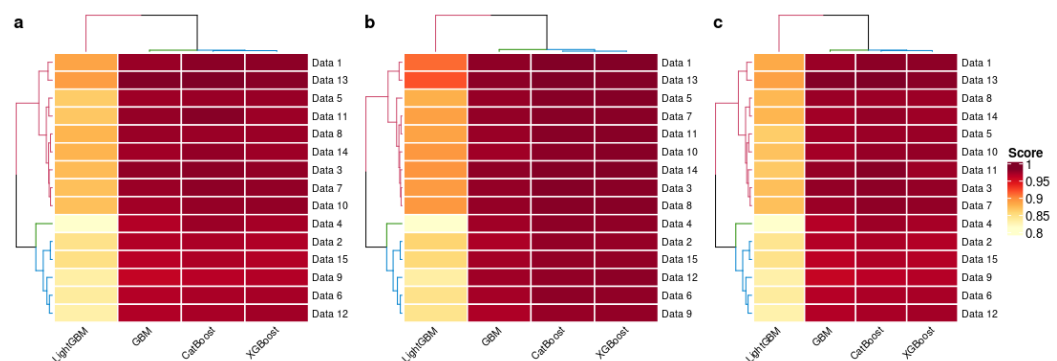 a
Data 1
Data 13
Data 5
Data 11
Data 8
Data 14
Data 3
Data 7
Data 10
Data 4
Data 2
Data 15
Data 9
Data 6
Data 12
LightGBM
GBM
CatBoost
XGBoost
b
Data 1
Data 13
Data 5
Data 7
Data 11
Data 10
Data 14
Data 3
Data 8
Data 4
Data 2
Data 15
Data 12
Data 6
Data 9
LightGBM
GBM
CatBoost
XGBoost
c
Data 1
Data 13
Data 8
Data 14
Data 5
Data 10
Data 11
Data 3
Data 7
Data 4
Data 2
Data 15
Data 9
Data 6
Data 12
LightGBM
GBM
CatBoost
XGBoost
Score
1
0.95
0.9
0.85
0.8